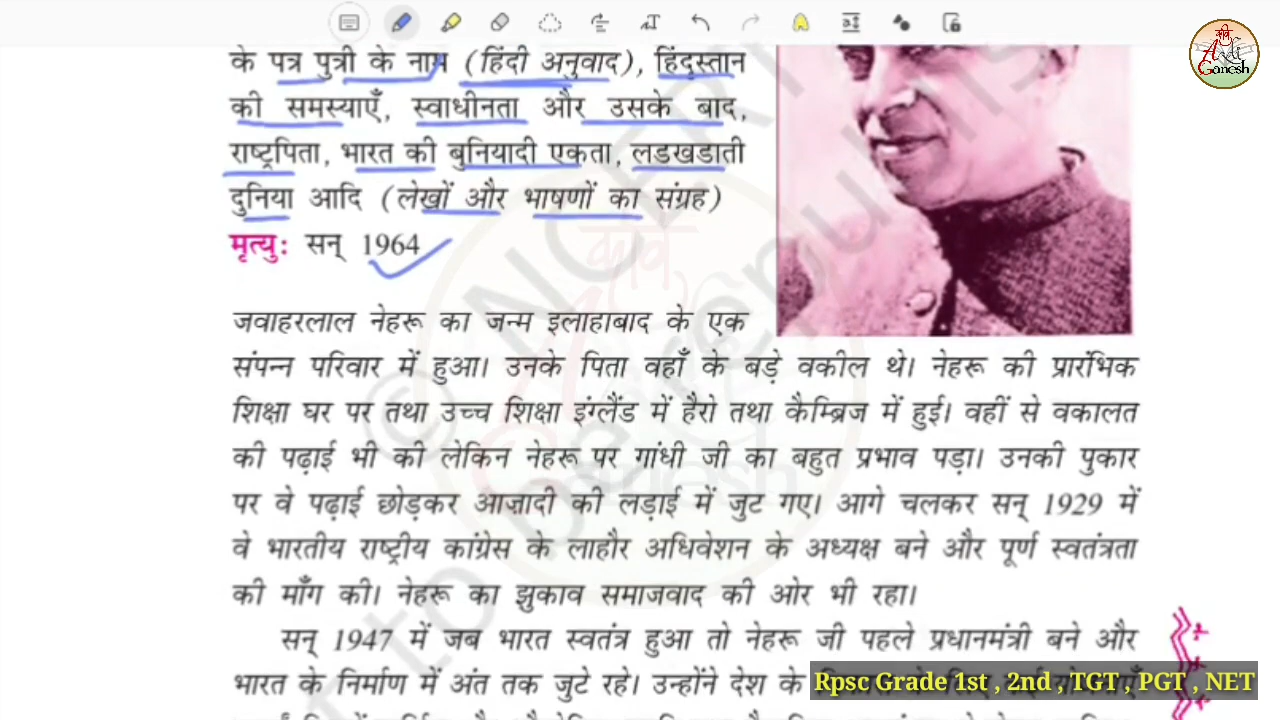 के पत्र पुत्री के नाम (हिंदी अनुवाद), हिंदुस्तान
की समस्याएँ, स्वाधीनता और उसके बाद,
राष्ट्रपिता, भारत की बुनियादी एकता, लडखडाती
दुनिया आदि (लेखों और भाषणों का संग्रह)
मृत्यु: सन् 1964
जवाहरलाल नेहरू का जन्म इलाहाबाद के एक
संपन्न परिवार में हुआ। उनके पिता वहाँ के बड़े वकील थे। नेहरू की प्रारंभिक
शिक्षा घर पर तथा उच्च शिक्षा इंग्लैंड में हैरो तथा कैम्ब्रिज में हुई। वहीं से वकालत
की पढ़ाई भी की लेकिन नेहरू पर गांधी जी का बहुत प्रभाव पड़ा। उनकी पुकार
पर वे पढ़ाई छोड़कर आज़ादी की लड़ाई में जुट गए। आगे चलकर सन् 1929 में
वे भारतीय राष्ट्रीय कांग्रेस के लाहौर अधिवेशन के अध्यक्ष बने और पूर्ण स्वतंत्रता
की माँग की। नेहरू का झुकाव समाजवाद की ओर भी रहा।
सन् 1947 में जब भारत स्वतंत्र हुआ तो नेहरू जी पहले प्रधानमंत्री बने और
भारत के निर्माण में अंत तक जुटे रहे। उन्होंने देश के
Rpsc Grade 1st , 2nd , TGT , PGT , NET
Ganesh